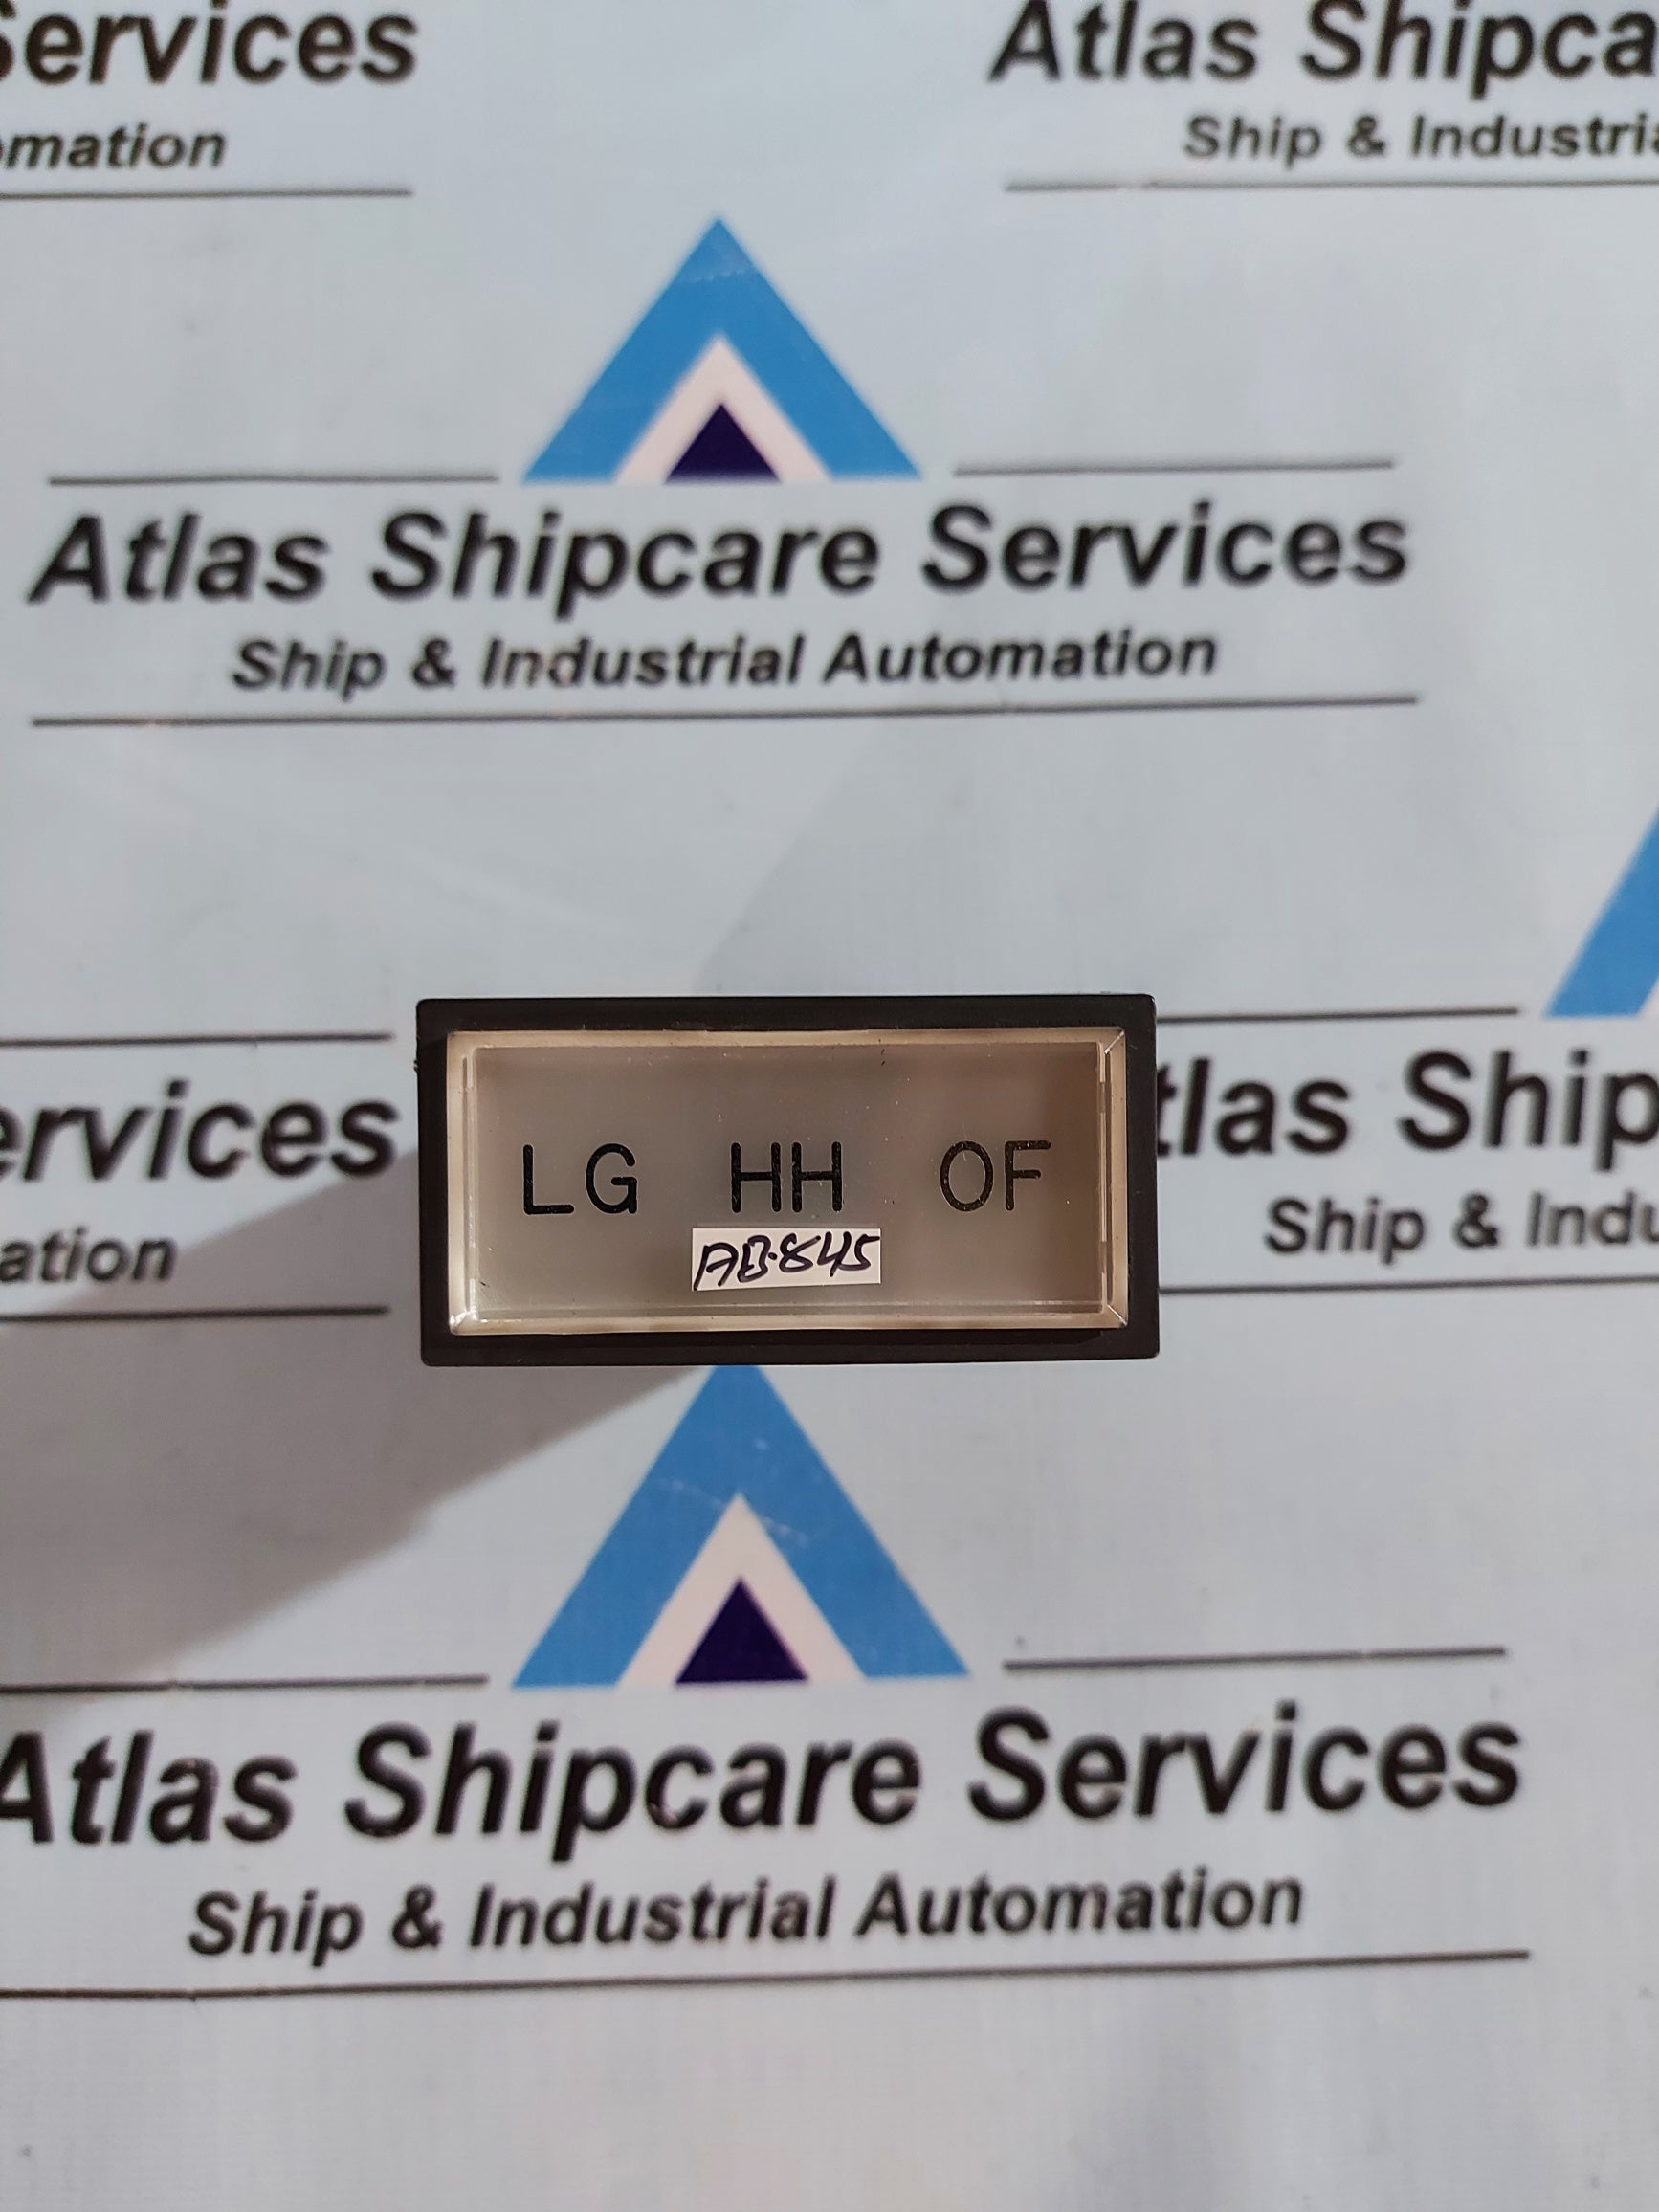 Services
Atlas Shipca
omation
Ship & Industria
Atlas Shipcare Services
Ship & Industrial Automation
ervices
tlas Ship
ation
Ship & Indu
LG HH OF
AB-845
Atlas Shipcare Services
Ship & Industrial Automation